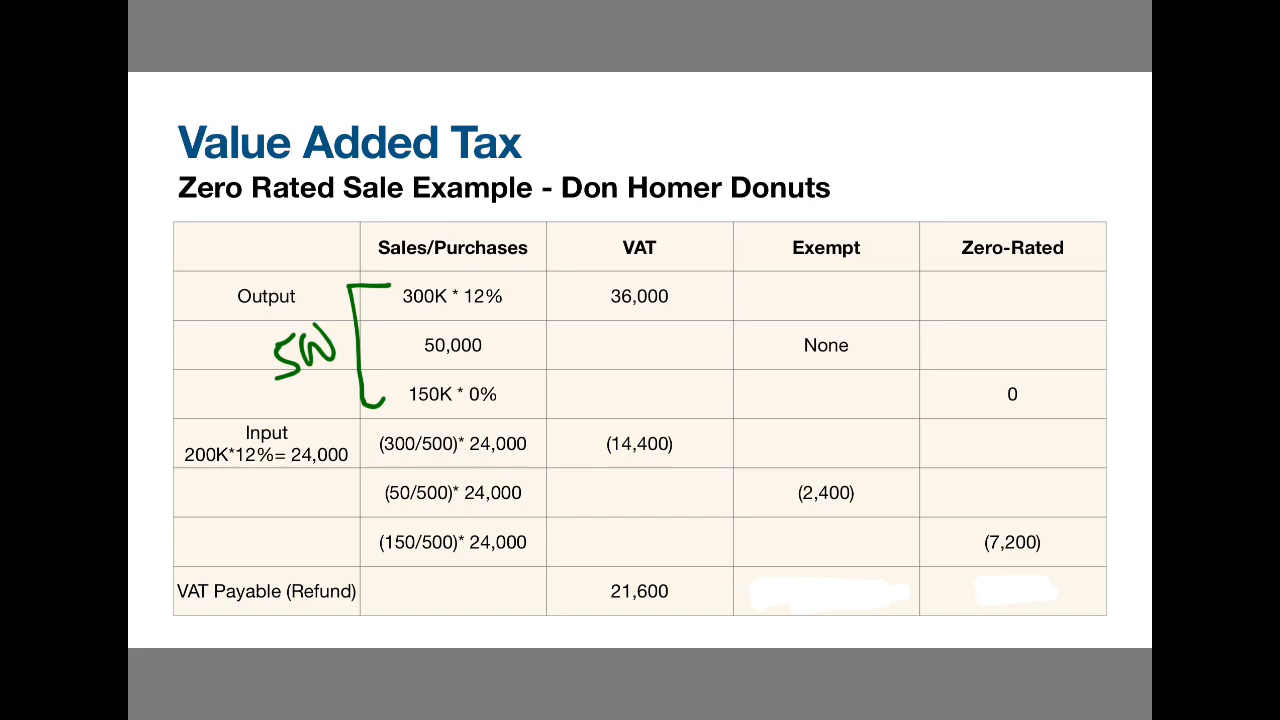 Value Added Tax
Zero Rated Sale Example - Don Homer Donuts
Sales/Purchases VAT Exempt Zero-Rated
Output 300K * 12% 36,000
50,000 None
150K * 0% 0
Input
200K*12%= 24,000 (300/500)* 24,000 (14,400)
(50/500)* 24,000 (2,400)
(150/500)* 24,000 (7,200)
VAT Payable (Refund) 21,600